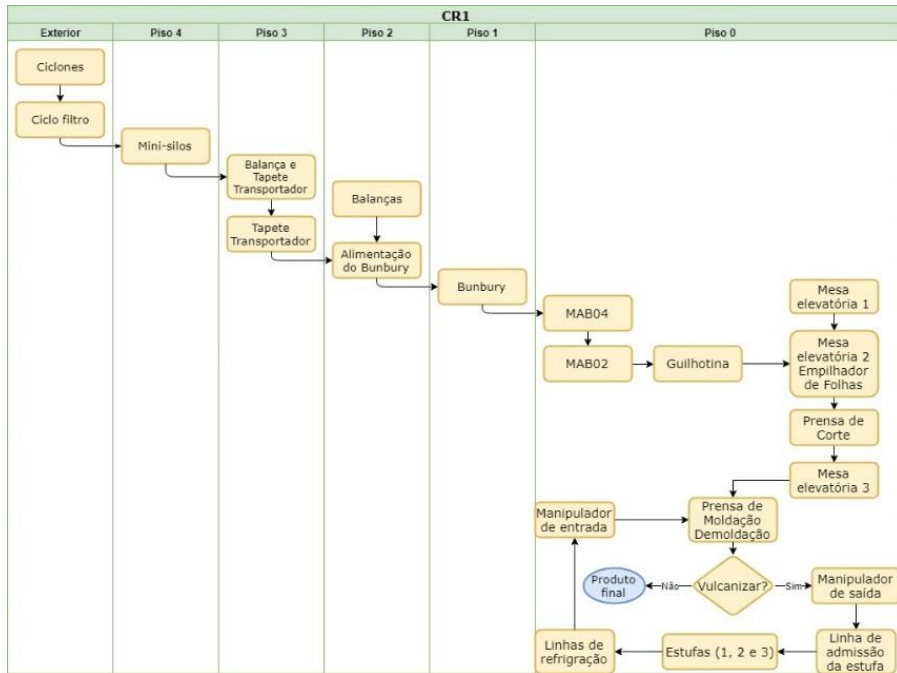 CR1
Exterior
Piso 4
Piso 3
Piso 2
Piso 1
Piso 0
Ciclones
Ciclo filtro
Mini-silos
Balança e
Tapete
Transportador
Tapete
Transportador
Balanças
Alimentação
do Bunbury
Bunbury
MAB04
MAB02
Guilhotina
Mesa
elevatória 1
Mesa
elevatória 2
Empilhador
de Folhas
Prensa de
Corte
Mesa
elevatória 3
Manipulador
de entrada
Prensa de
Moldação
Demoldação
Vulcanizar?
Não
Sim
Produto
final
Manipulador
de saída
Linha de
admissão
da estufa
Estufas (1, 2 e 3)
Linhas de
refrigração